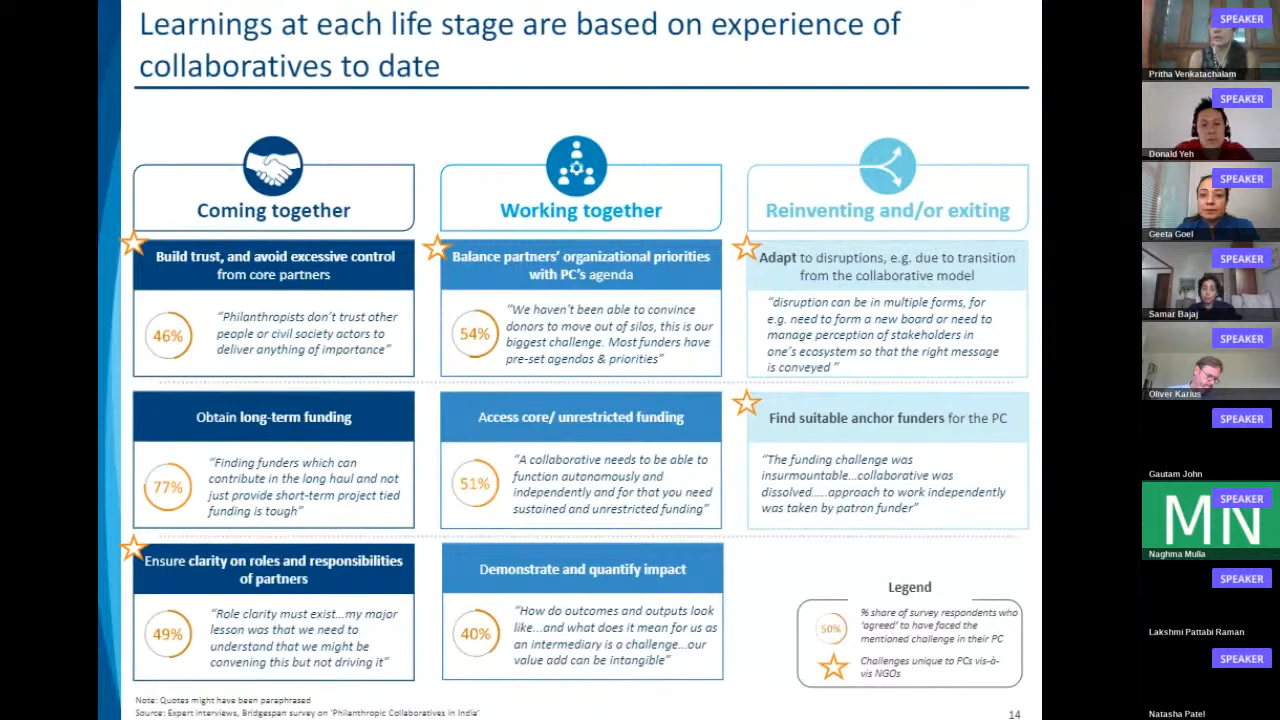 Learnings at each life stage are based on experience of
collaboratives to date
Coming together
Build trust, and avoid excessive control
from core partners
46%
“Philanthropists don’t trust other
people or civil society actors to
deliver anything of importance”
Obtain long-term funding
77%
“Finding funders which can
contribute in the long haul and not
just provide short-term project tied
funding is tough”
Ensure clarity on roles and responsibilities
of partners
49%
“Role clarity must exist...my major
lesson was that we need to
understand that we might be
convening this but not driving it”
Working together
Balance partners’ organizational priorities
with PC’s agenda
54%
“We haven’t been able to convince
donors to move out of silos, this is our
biggest challenge. Most funders have
pre-set agendas & priorities”
Access core/ unrestricted funding
51%
“A collaborative needs to be able to
function autonomously and
independently and for that you need
sustained and unrestricted funding”
Demonstrate and quantify impact
40%
“How do outcomes and outputs look
like...and what does it mean for us as
an intermediary is a challenge...our
value add can be intangible”
Reinventing and/or exiting
Adapt to disruptions, e.g. due to transition
from the collaborative model
“disruption can be in multiple forms, for
e.g. need to form a new board or need to
manage perception of stakeholders in
one’s ecosystem so that the right message
is conveyed ”
Find suitable anchor funders for the PC
“The funding challenge was
insurmountable...collaborative was
dissolved.....approach to work independently
was taken by patron funder”
Legend
50%
% share of survey respondents who
‘agreed’ to have faced the
mentioned challenge in their PC
Challenges unique to PCs vis-à-
vis NGOs
Note: Quotes might have been paraphrased
Source: Expert interviews, Bridgespan survey on ‘Philanthropic Collaboratives in India’
14
SPEAKER
Pritha Venkatachalam
SPEAKER
Donald Yeh
SPEAKER
Geeta Goel
SPEAKER
Samar Bajaj
SPEAKER
Oliver Karius
SPEAKER
Gautam John
SPEAKER
MN
Naghma Mulla
SPEAKER
Lakshmi Pattabi Raman
SPEAKER
Natasha Patel